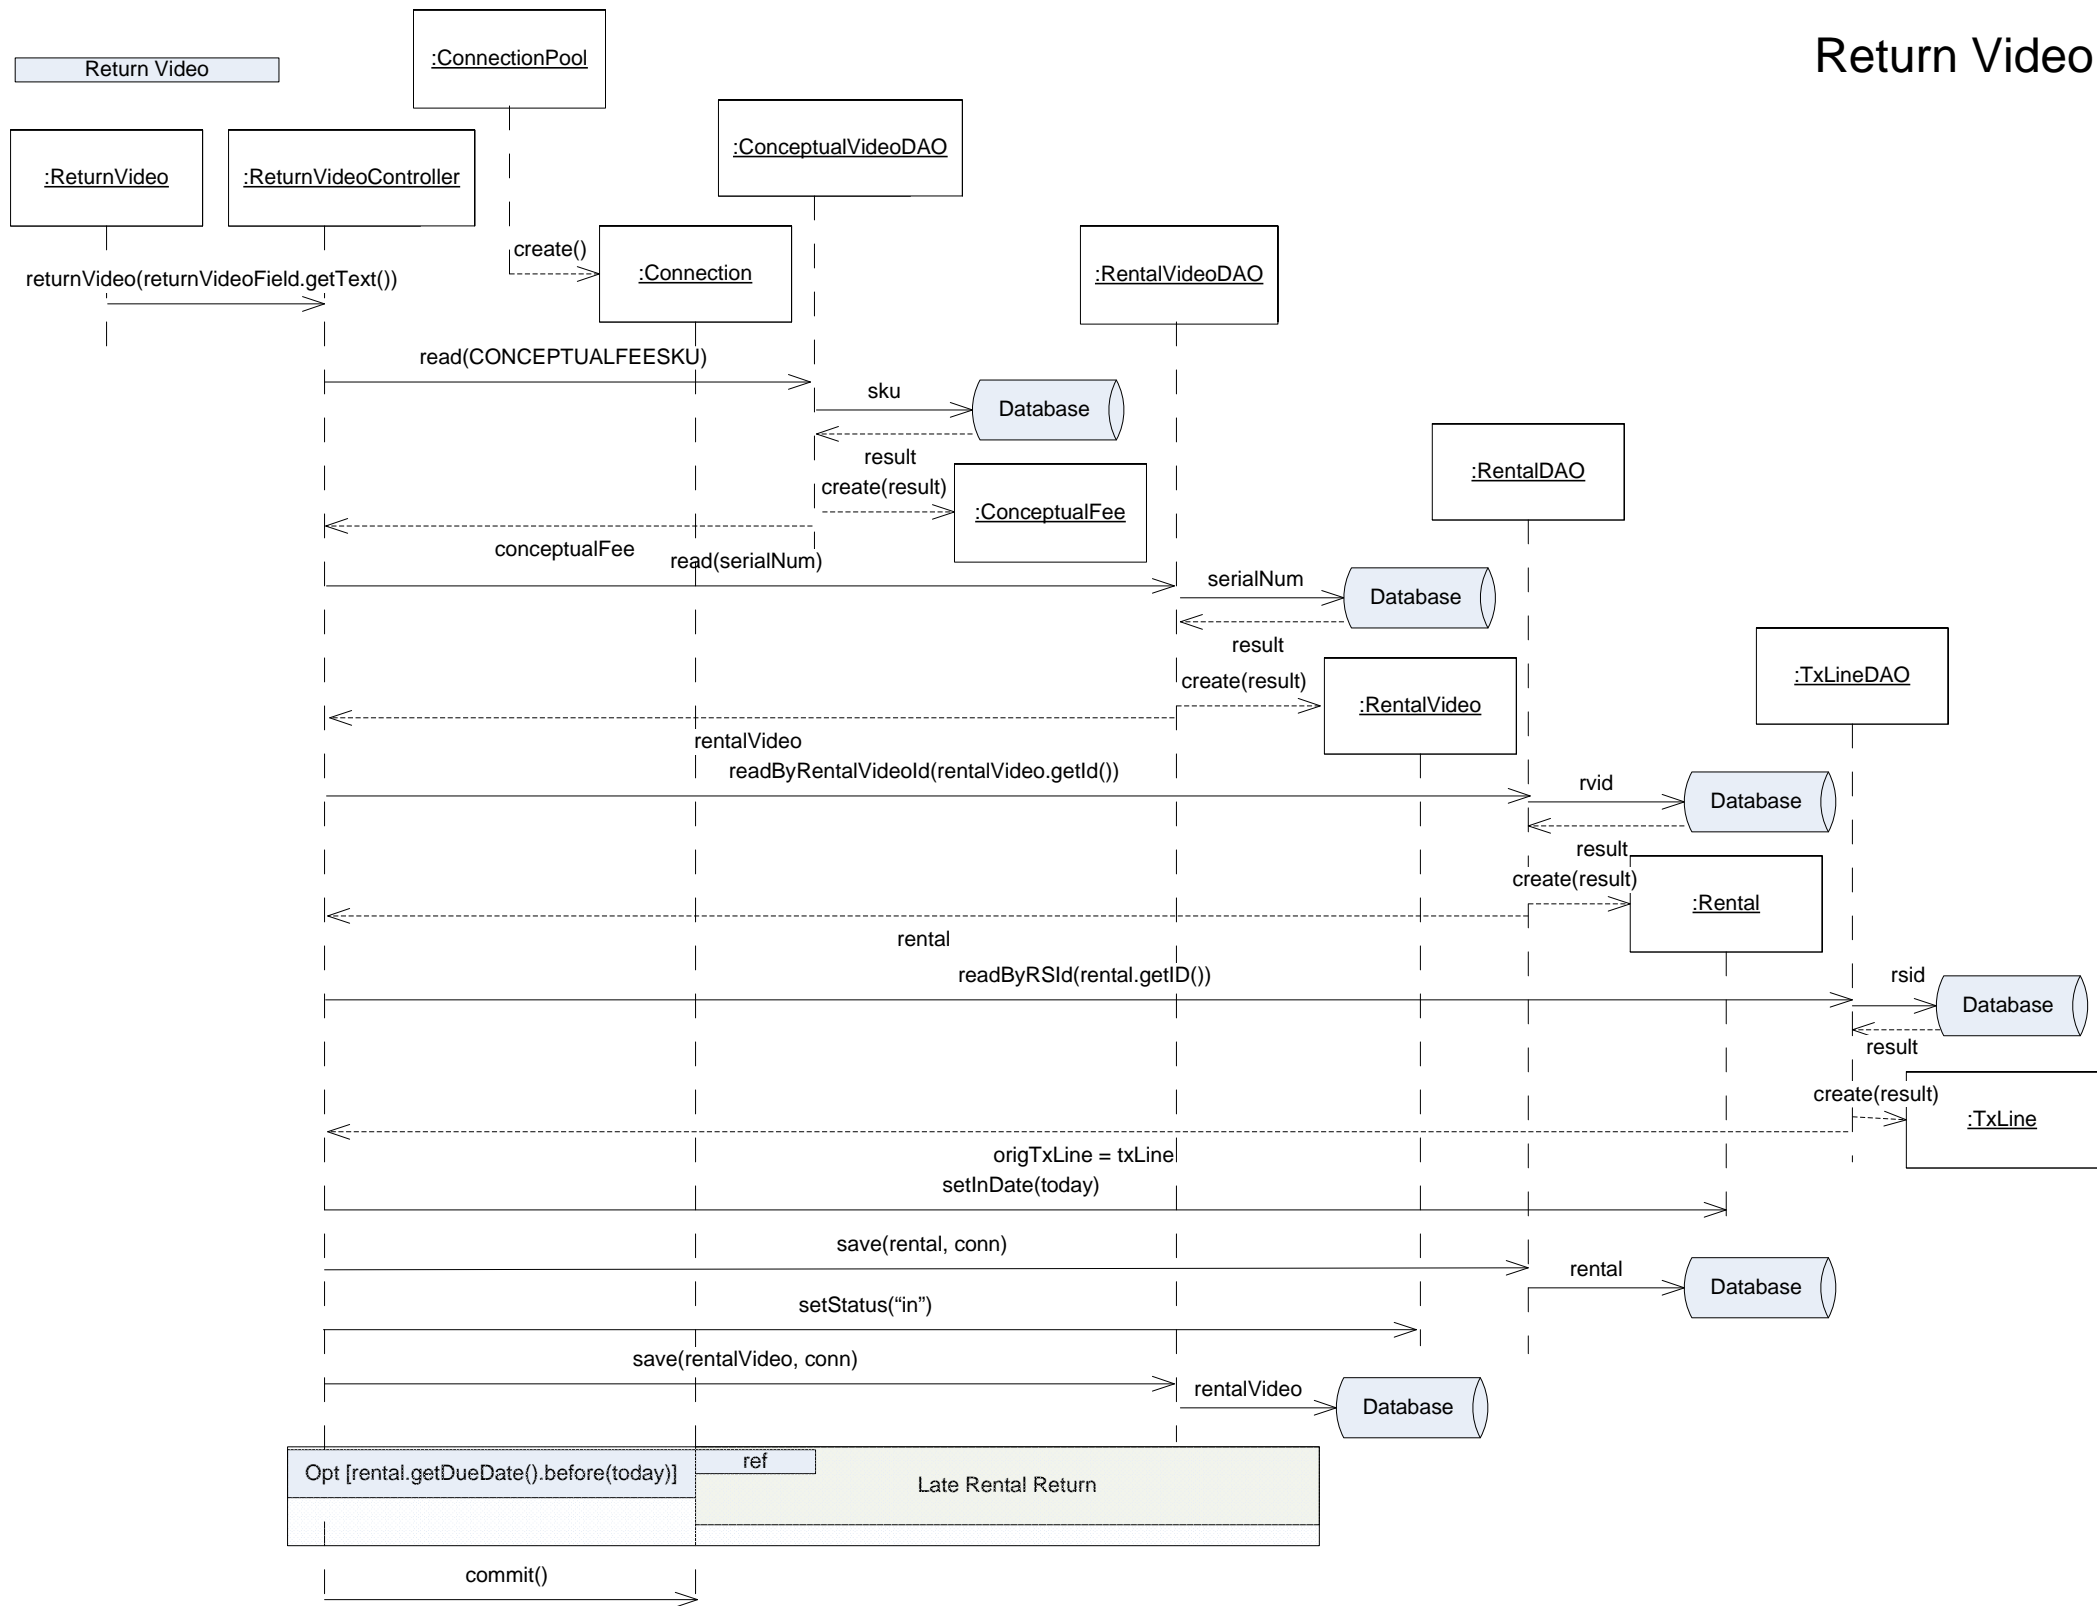 Return Video
Return Video
:ConnectionPool
:ConceptualVideoDAO
:ReturnVideo
:ReturnVideoController
create()
:Connection
:RentalVideoDAO
returnVideo(returnVideoField.getText())
read(CONCEPTUALFEESKU)
sku
Database
result
create(result)
:ConceptualFee
:RentalDAO
conceptualFee
read(serialNum)
serialNum
Database
result
create(result)
:RentalVideo
:TxLineDAO
rentalVideo
readByRentalVideoId(rentalVideo.getId())
rvid
Database
result
create(result)
:Rental
rental
readByRSId(rental.getID())
rsid
Database
result
create(result)
:TxLine
origTxLine = txLine
setInDate(today)
save(rental, conn)
rental
Database
setStatus(“in”)
save(rentalVideo, conn)
rentalVideo
Database
Opt [rental.getDueDate().before(today)]
ref
Late Rental Return
commit()